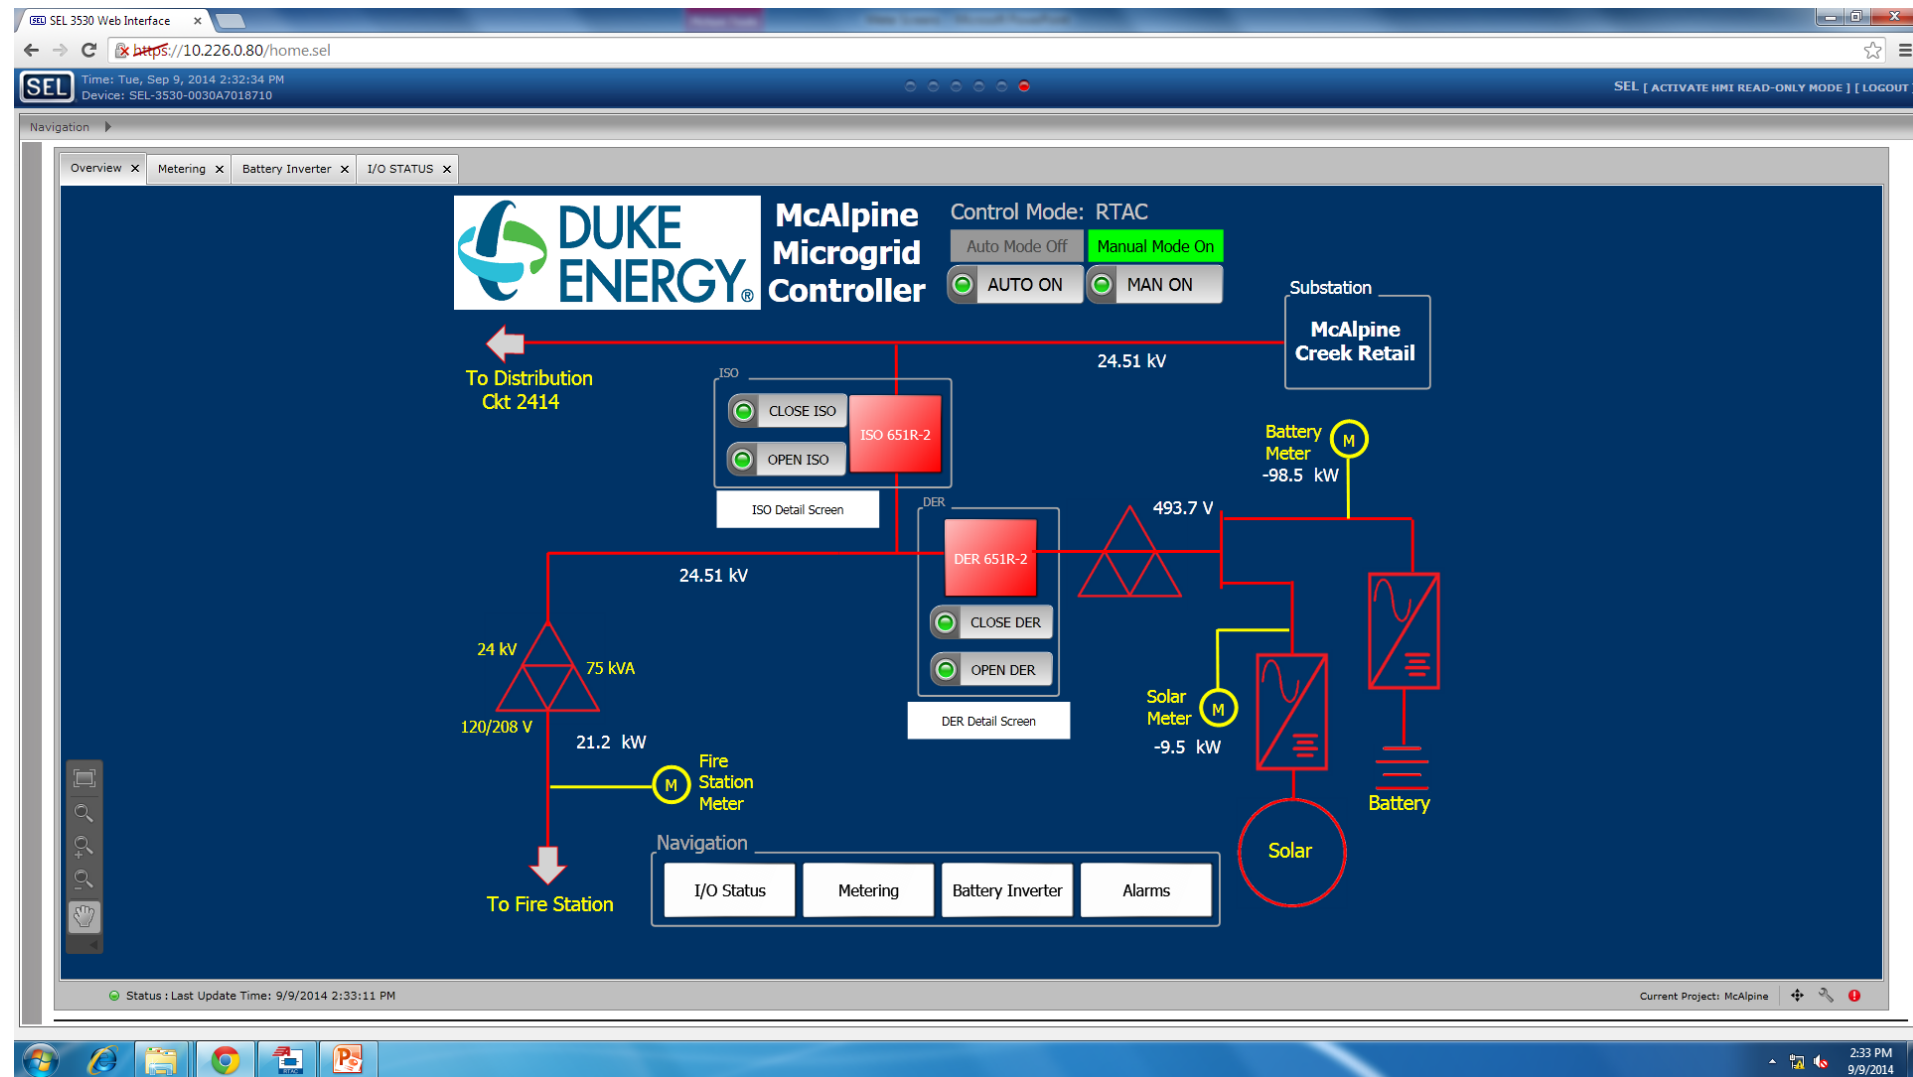 SEL 3530 Web Interface
https://10.226.0.80/home.sel
SEL
Time: Tue, Sep 9, 2014 2:32:34 PM
Device: SEL-3530-0030A7018710
SEL [ ACTIVATE HMI READ-ONLY MODE ] [ LOGOUT
Navigation
Overview
Metering
Battery Inverter
I/O STATUS
DUKE
ENERGY®
McAlpine
Microgrid
Controller
Control Mode: RTAC
Auto Mode Off
Manual Mode On
AUTO ON
MAN ON
Substation
McAlpine
Creek Retail
24.51 kV
To Distribution
Ckt 2414
ISO
CLOSE ISO
OPEN ISO
ISO 651R-2
ISO Detail Screen
Battery
Meter
M
-98.5 kW
DER
493.7 V
DER 651R-2
CLOSE DER
OPEN DER
DER Detail Screen
24.51 kV
24 kV
75 kVA
120/208 V
21.2 kW
M
Fire
Station
Meter
To Fire Station
Solar
Meter
M
-9.5 kW
Battery
Solar
Navigation
I/O Status
Metering
Battery Inverter
Alarms
Status : Last Update Time: 9/9/2014 2:33:11 PM
Current Project: McAlpine
RTAC
2:33 PM
9/9/2014